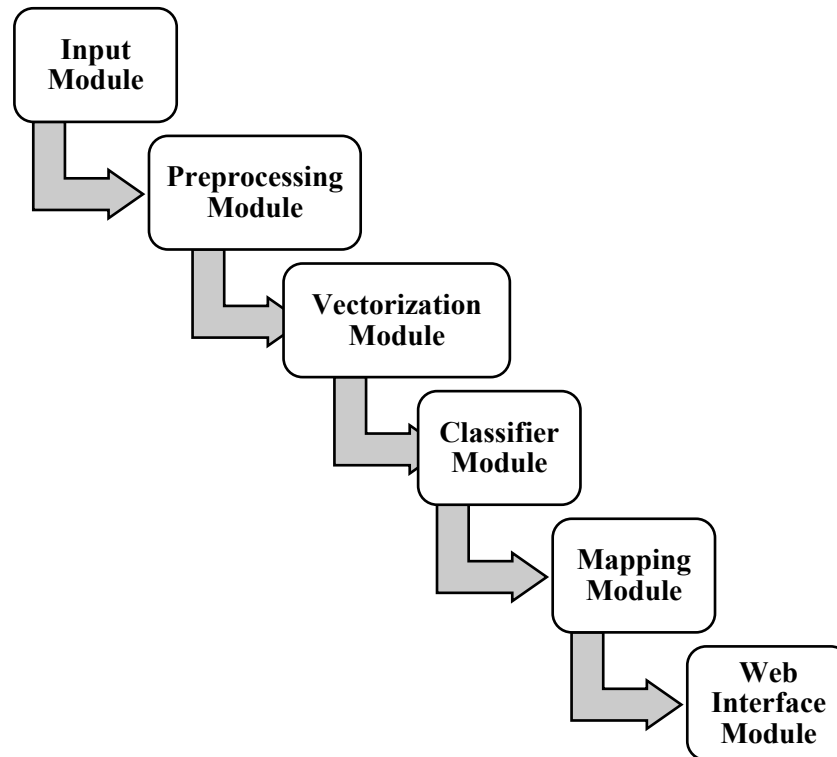 Input
Module
Preprocessing
Module
Vectorization
Module
Classifier
Module
Mapping
Module
Web
Interface
Module